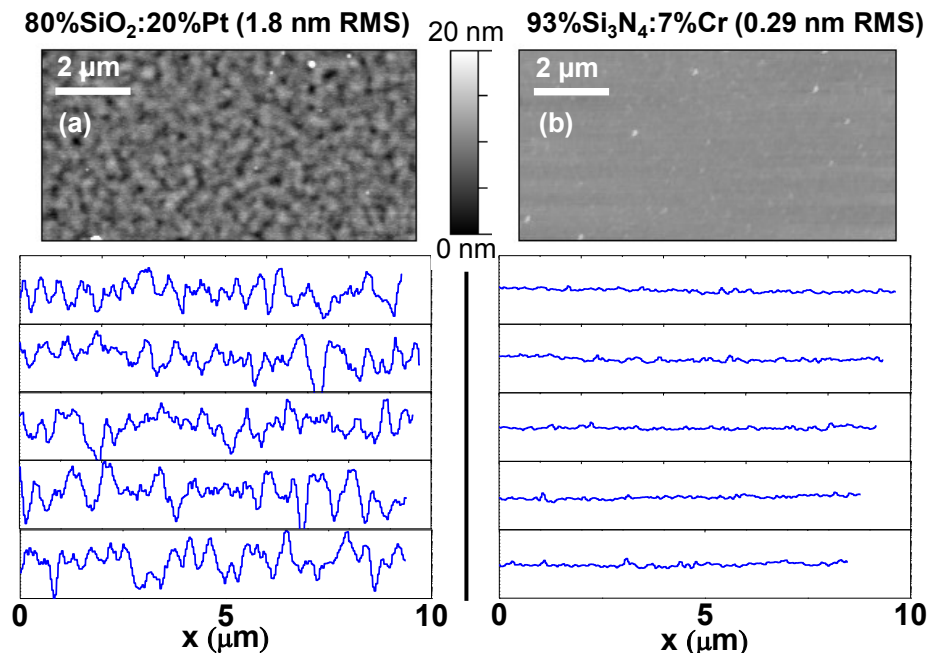 80%SiO₂:20%Pt (1.8 nm RMS)
20 nm
93%Si₃N₄:7%Cr (0.29 nm RMS)
2 µm
(a)
0 nm
2 µm
(b)
0 5 10
x (µm)
0 5 10
x (µm)